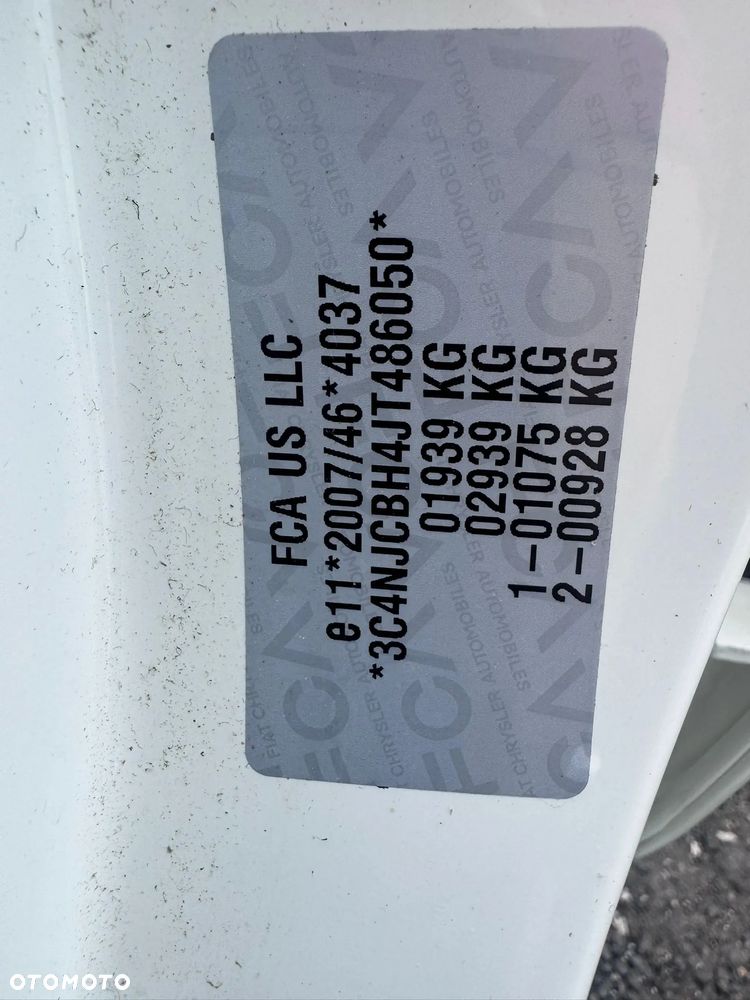 FCA US LLC
e11*2007/46*4037
*3C4NJCBH4JT486050*
01939 KG
02939 KG
1-01075 KG
2-00928 KG
OTOMOTO